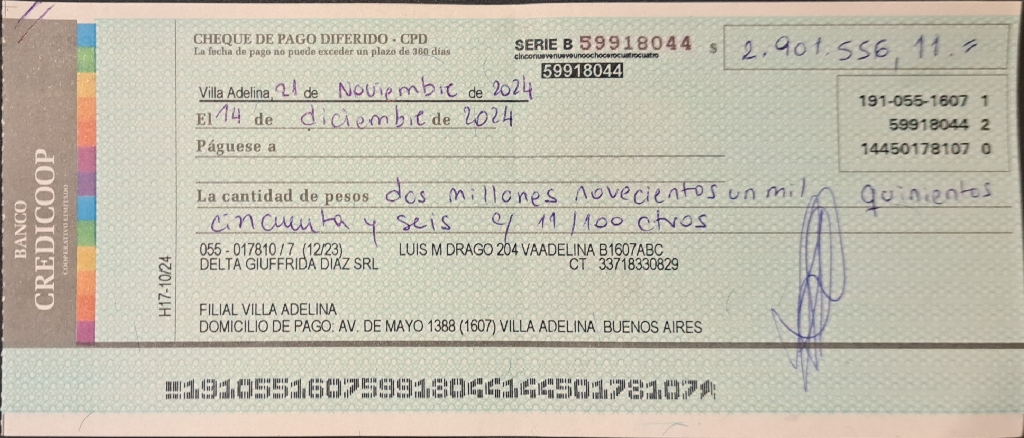 BANCO
CREDICOOP
COOPERATIVO LIMITADO
CHEQUE DE PAGO DIFERIDO - CPD
La fecha de pago no puede exceder un plazo de 360 días
SERIE B 59918044
cinconuevenueveunoochocerocuatrocuatro
59918044
$ 2.901.556,11.=
Villa Adelina, 21 de Noviembre de 2024
El 14 de diciembre de 2024
Páguese a
191-055-1607 1
59918044 2
14450178107 0
La cantidad de pesos dos millones novecientos un mil quinientos
cincuenta y seis c/ 11/100 ctvos
055 - 017810 / 7 (12/23) LUIS M DRAGO 204 VAADELINA B1607ABC
DELTA GIUFFRIDA DIAZ SRL CT 33718330829
H17-10/24
FILIAL VILLA ADELINA
DOMICILIO DE PAGO: AV. DE MAYO 1388 (1607) VILLA ADELINA BUENOS AIRES
19105516075991804414450178107